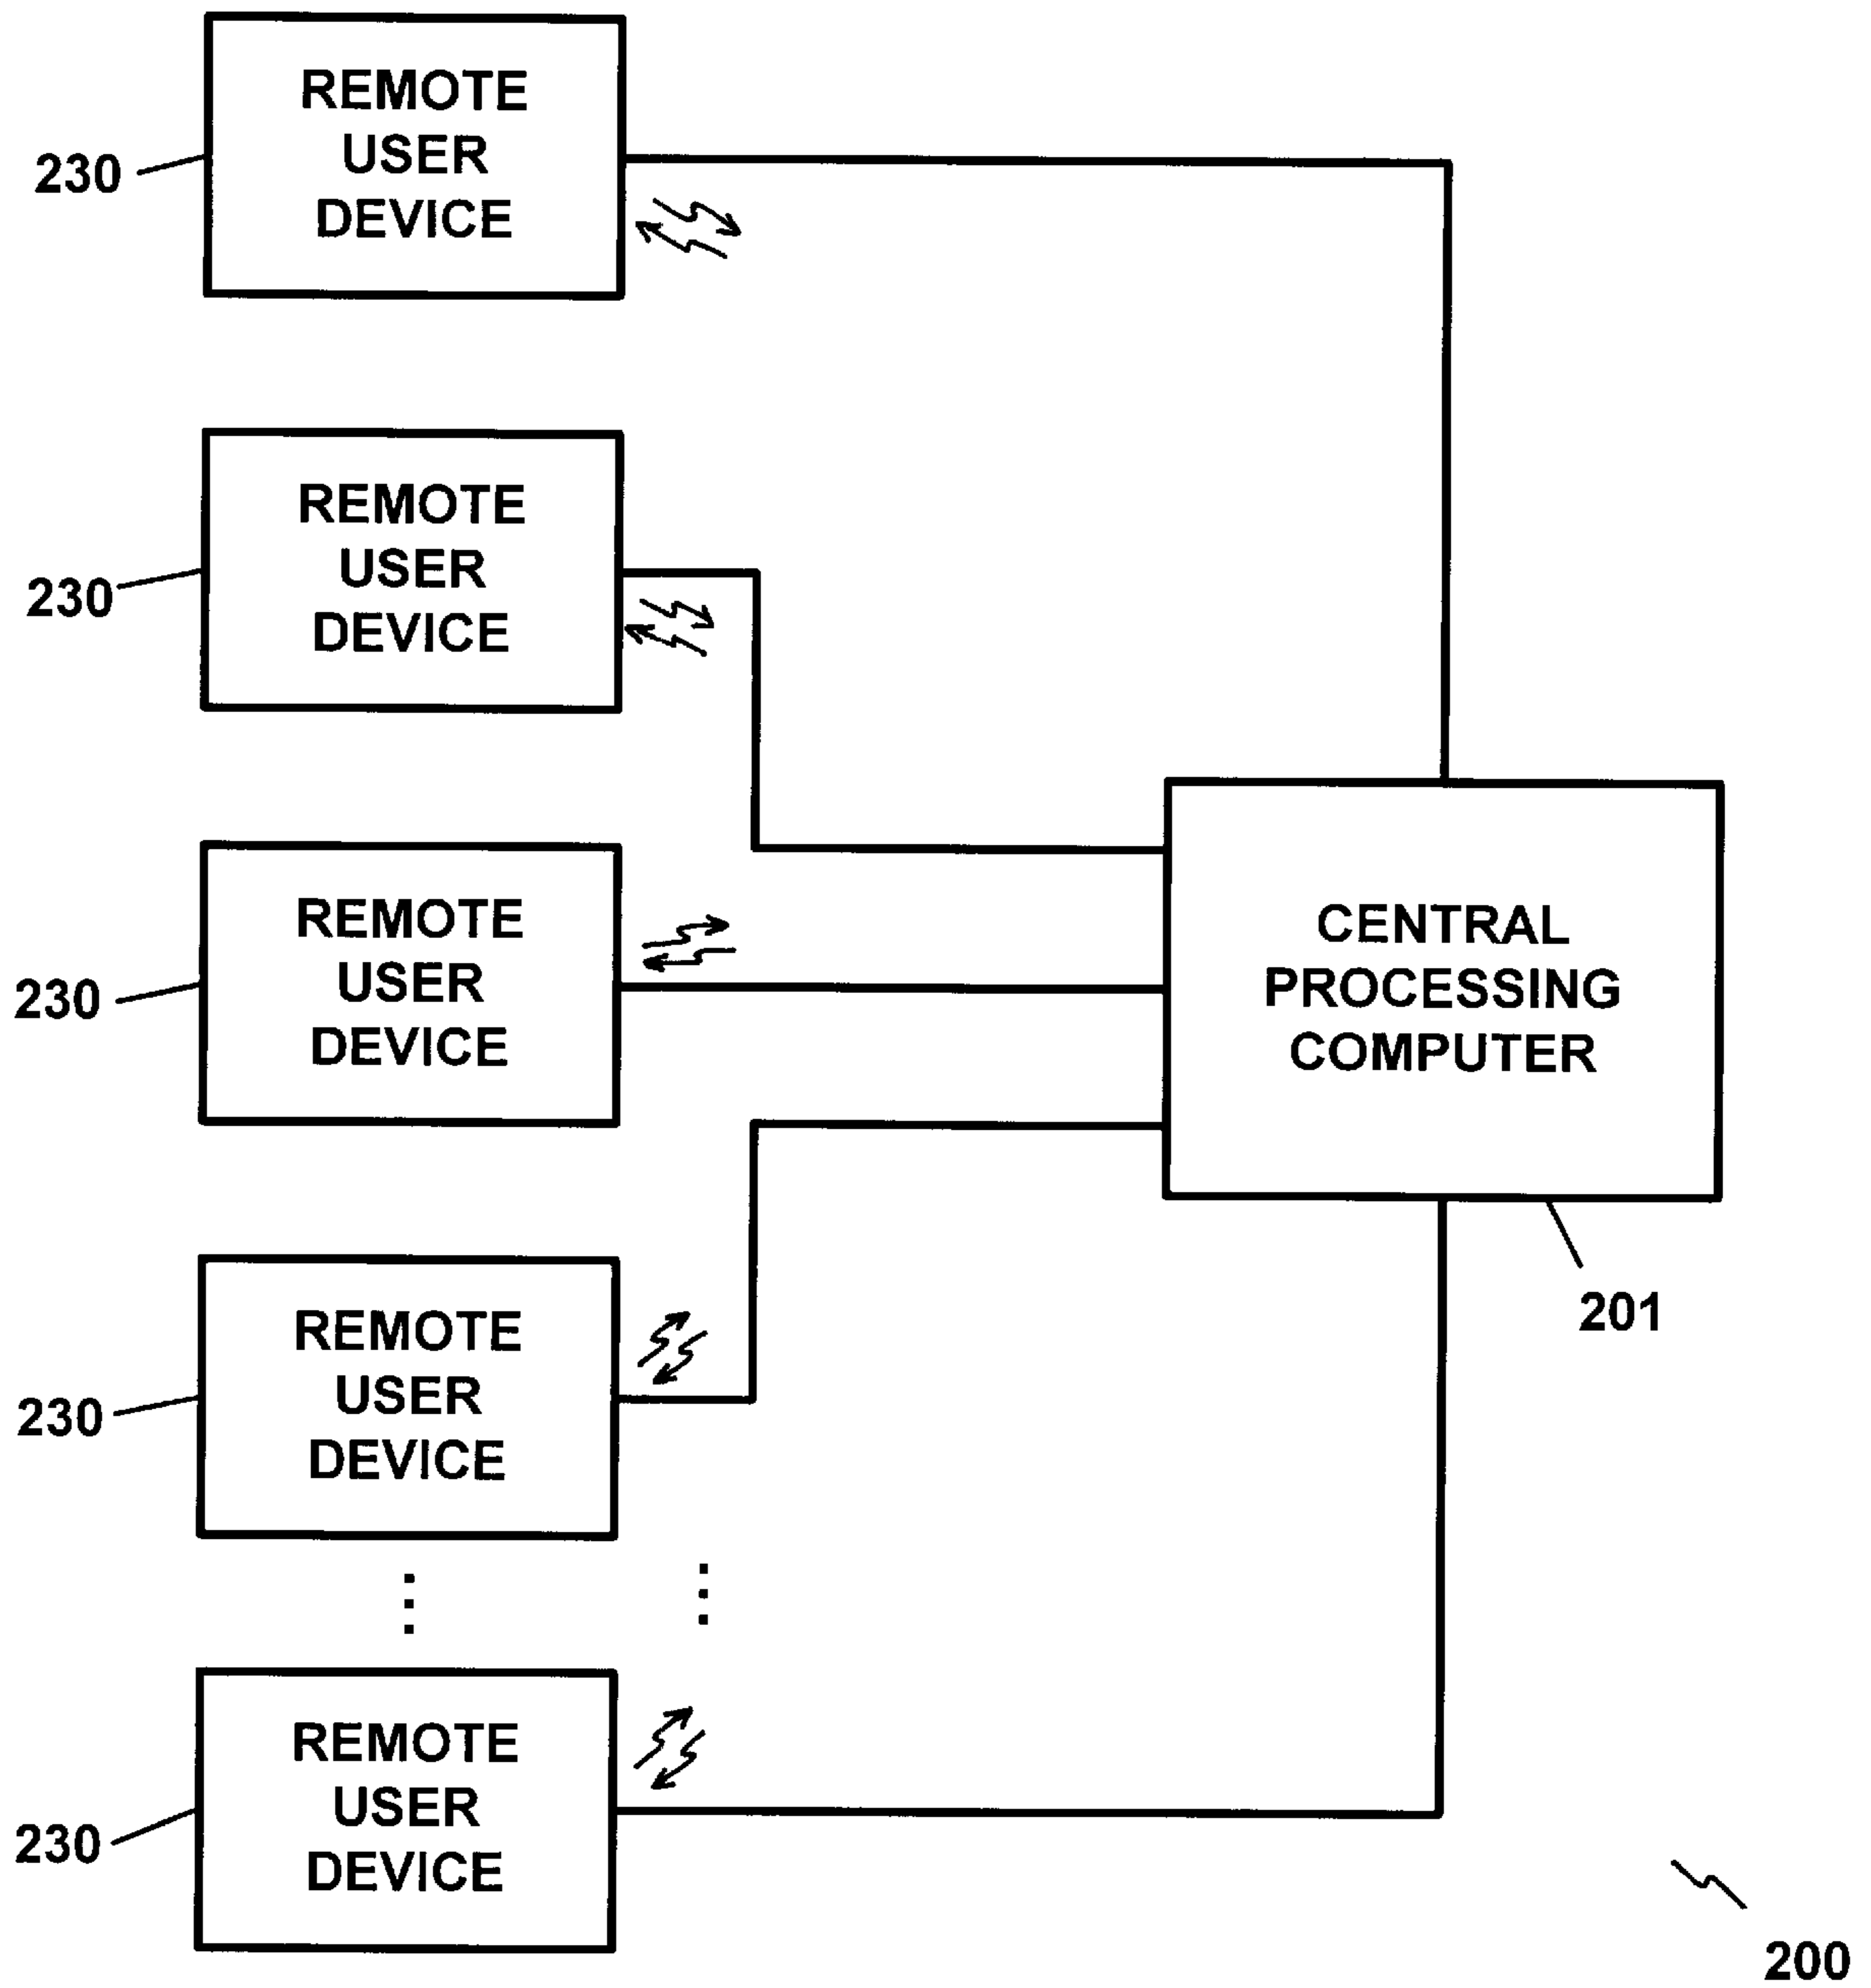 REMOTE
USER
DEVICE
230
REMOTE
USER
DEVICE
230
REMOTE
USER
DEVICE
230
CENTRAL
PROCESSING
COMPUTER
201
REMOTE
USER
DEVICE
230
REMOTE
USER
DEVICE
230
200